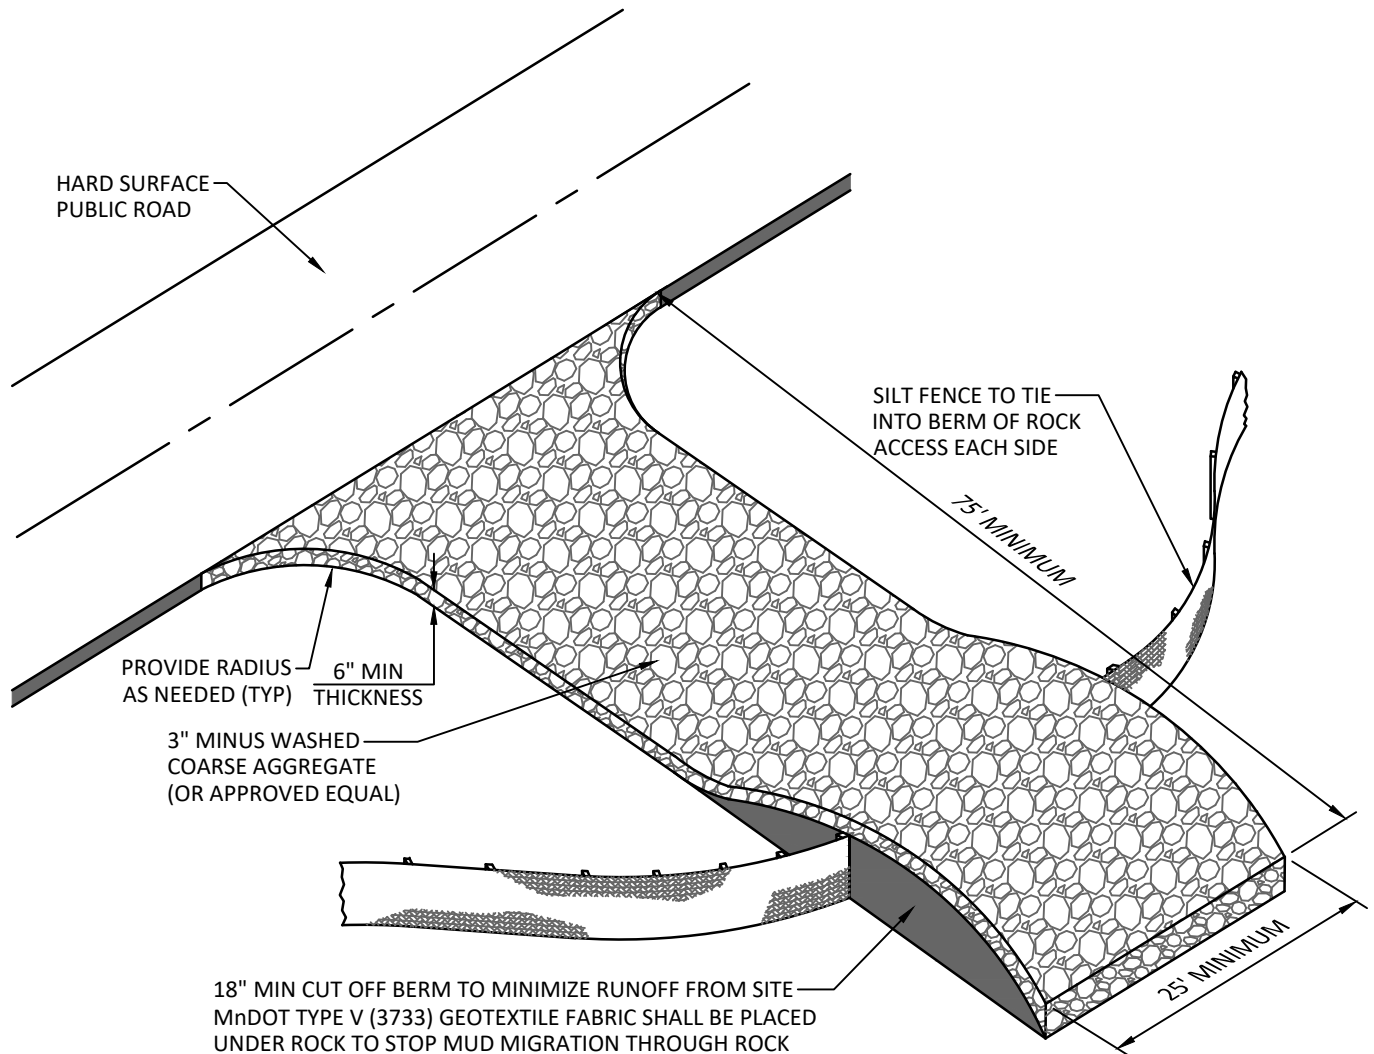 HARD SURFACE
PUBLIC ROAD
SILT FENCE TO TIE
INTO BERM OF ROCK
ACCESS EACH SIDE
75' MINIMUM
PROVIDE RADIUS
AS NEEDED (TYP)
6" MIN
THICKNESS
3" MINUS WASHED
COARSE AGGREGATE
(OR APPROVED EQUAL)
25' MINIMUM
18" MIN CUT OFF BERM TO MINIMIZE RUNOFF FROM SITE
MnDOT TYPE V (3733) GEOTEXTILE FABRIC SHALL BE PLACED
UNDER ROCK TO STOP MUD MIGRATION THROUGH ROCK